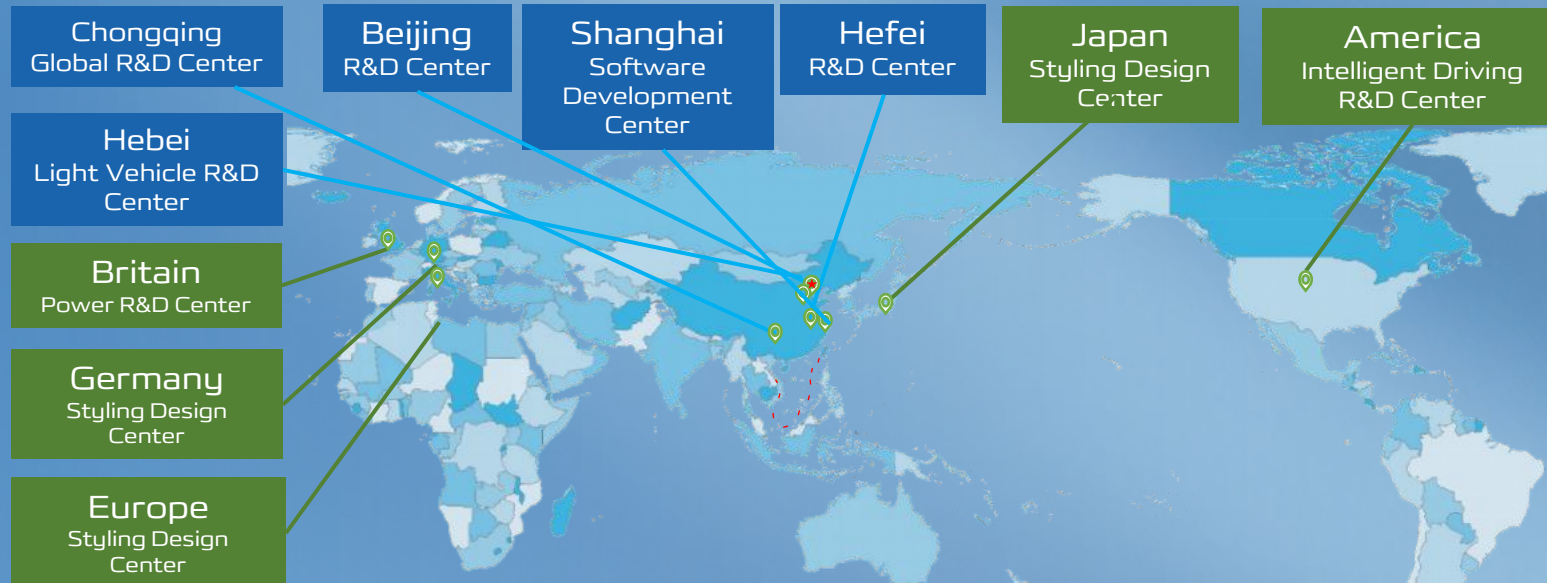 Chongqing
Global R&D Center
Beijing
R&D Center
Shanghai
Software
Development
Center
Hefei
R&D Center
Japan
Styling Design
Center
America
Intelligent Driving
R&D Center
Hebei
Light Vehicle R&D
Center
Britain
Power R&D Center
Germany
Styling Design
Center
Europe
Styling Design
Center